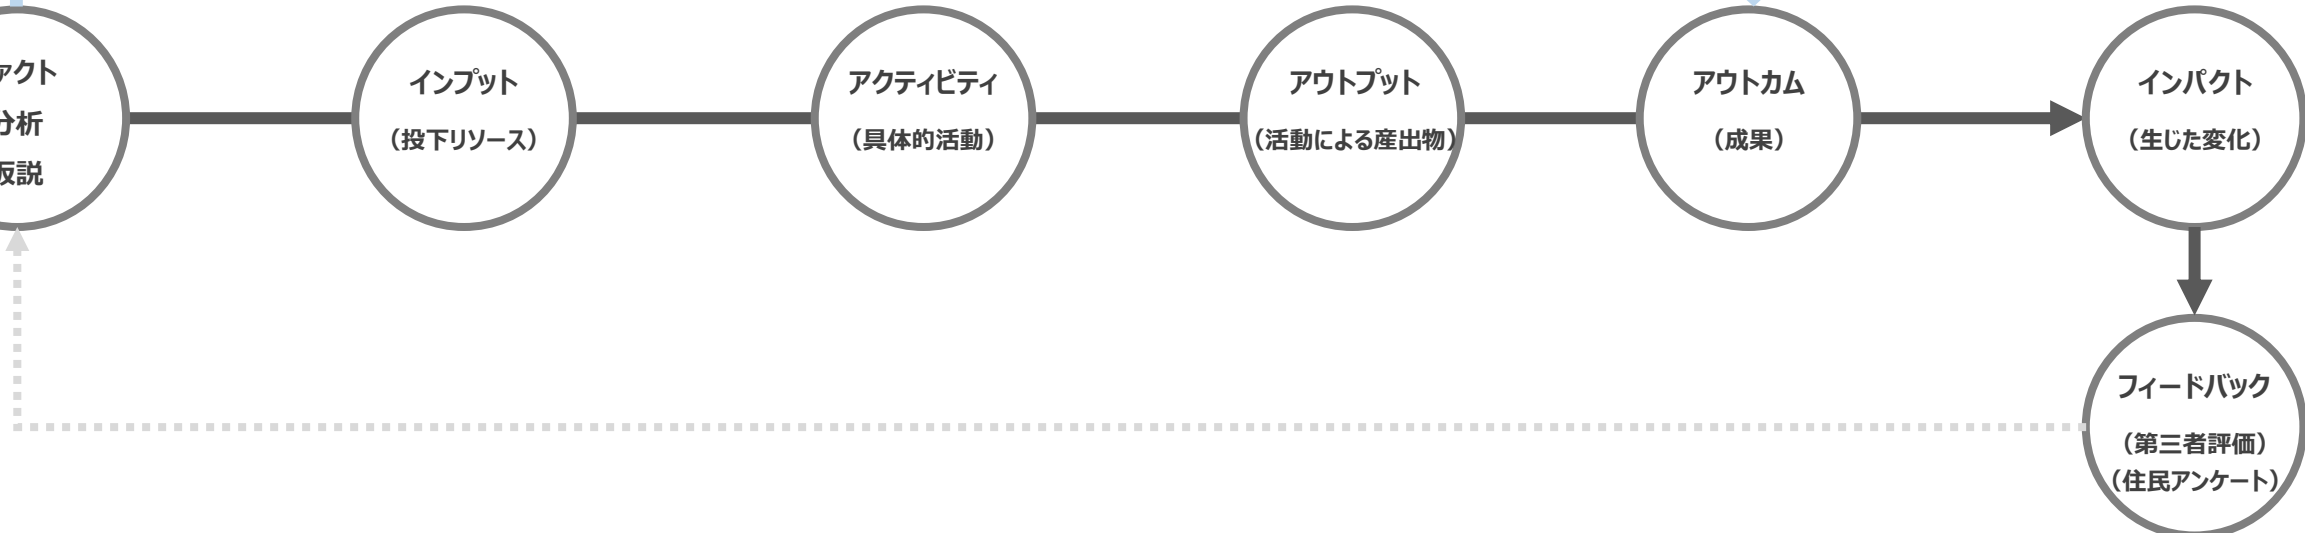 ァクト
分析
仮説
インプット
（投下リソース）
アクティビティ
（具体的活動）
アウトプット
（活動による産出物）
アウトカム
（成果）
インパクト
（生じた変化）
フィードバック
（第三者評価）
（住民アンケート）